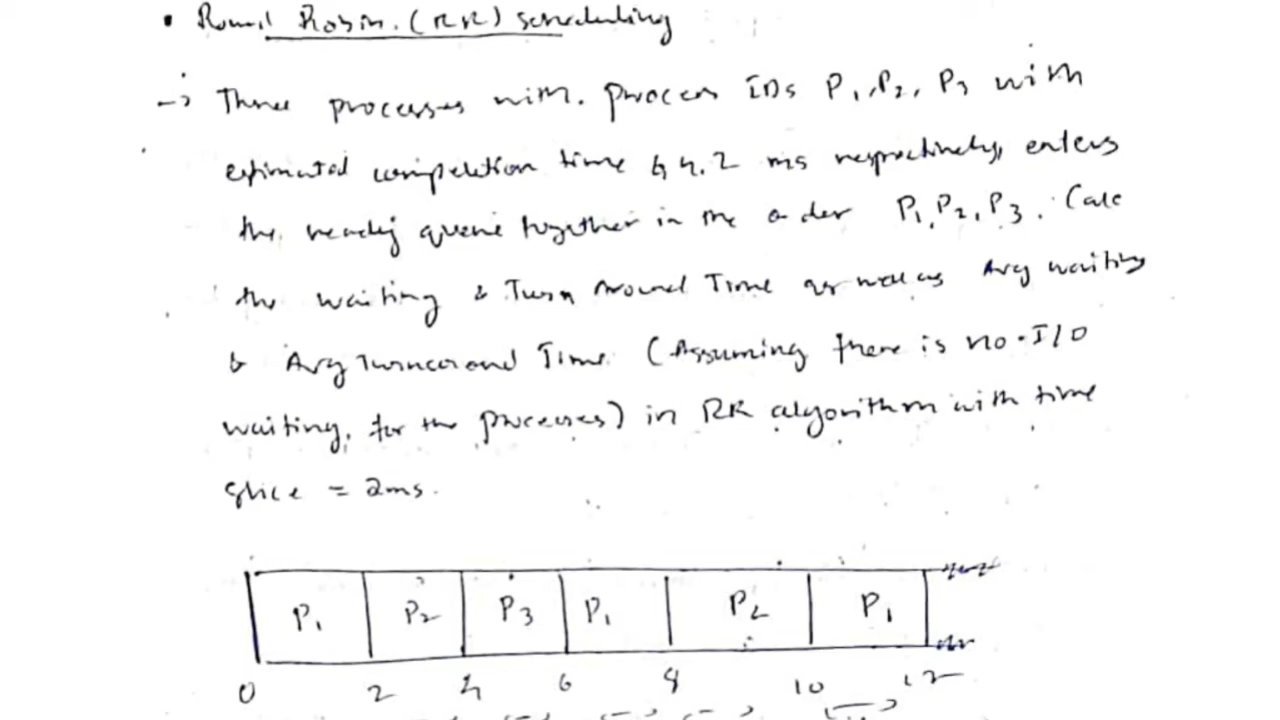 • Round Robin (RR) scheduling
→ Three processes with process IDs P1, P2, P3 with
estimated completion time 6, 4, 2 ms respectively, enters
the ready queue together in the order P1, P2, P3. Calc
the waiting & Turn Around Time as well as Avg waiting
& Avg Turnaround Time (Assuming there is no I/O
waiting for the processes) in RR algorithm with time
slice = 2ms.
P1 P2 P3 P1 P2 P1
0 2 4 6 8 10 12